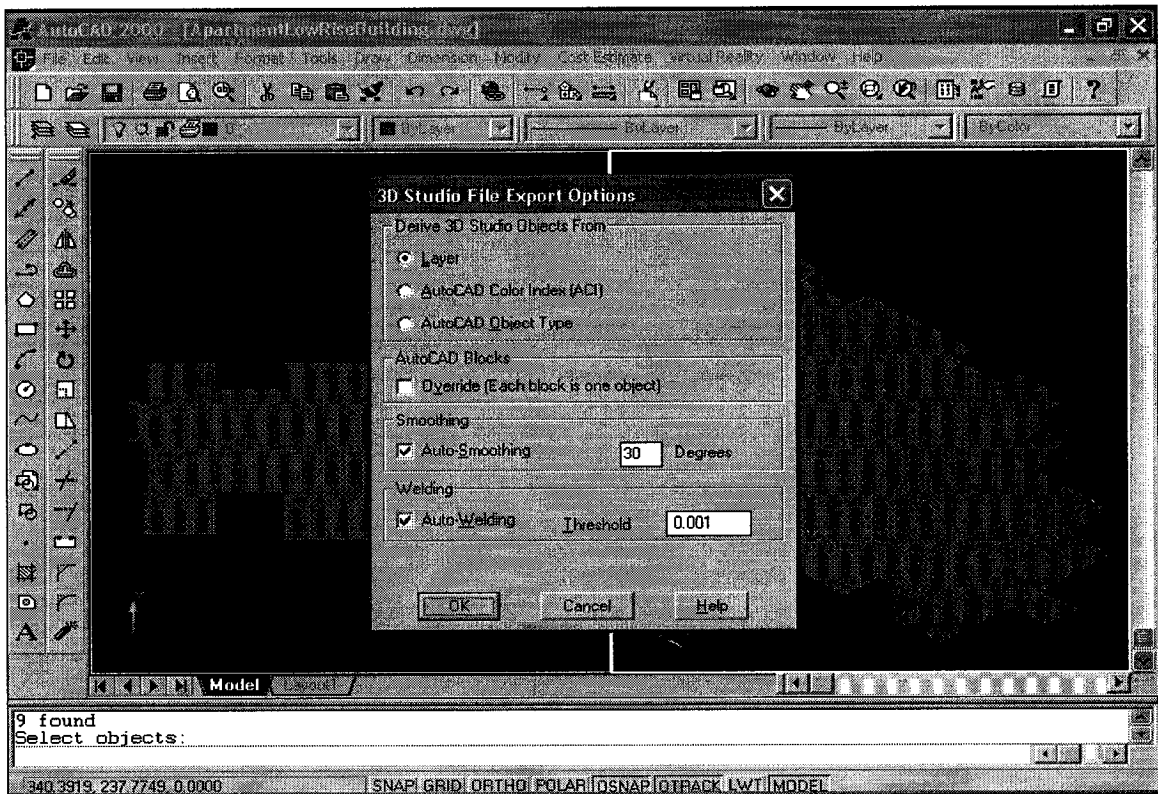 AutoCAD 2000 - [ApartmentLowRiseBuilding.dwg]
File Edit View Insert Format Tools Draw Dimension Modify Cost Estimate Virtual Reality Window Help
0 ByLayer ByLayer ByLayer ByColor
3D Studio File Export Options
Derive 3D Studio Objects From
Layer
AutoCAD Color Index (ACI)
AutoCAD Object Type
AutoCAD Blocks
Override (Each block is one object)
Smoothing
Auto-Smoothing 30 Degrees
Welding
Auto-Welding Threshold 0.001
OK Cancel Help
Model Layout1
9 found
Select objects:
340.3919, 237.7749, 0.0000 SNAP GRID ORTHO POLAR OSNAP OTRACK LWT MODEL